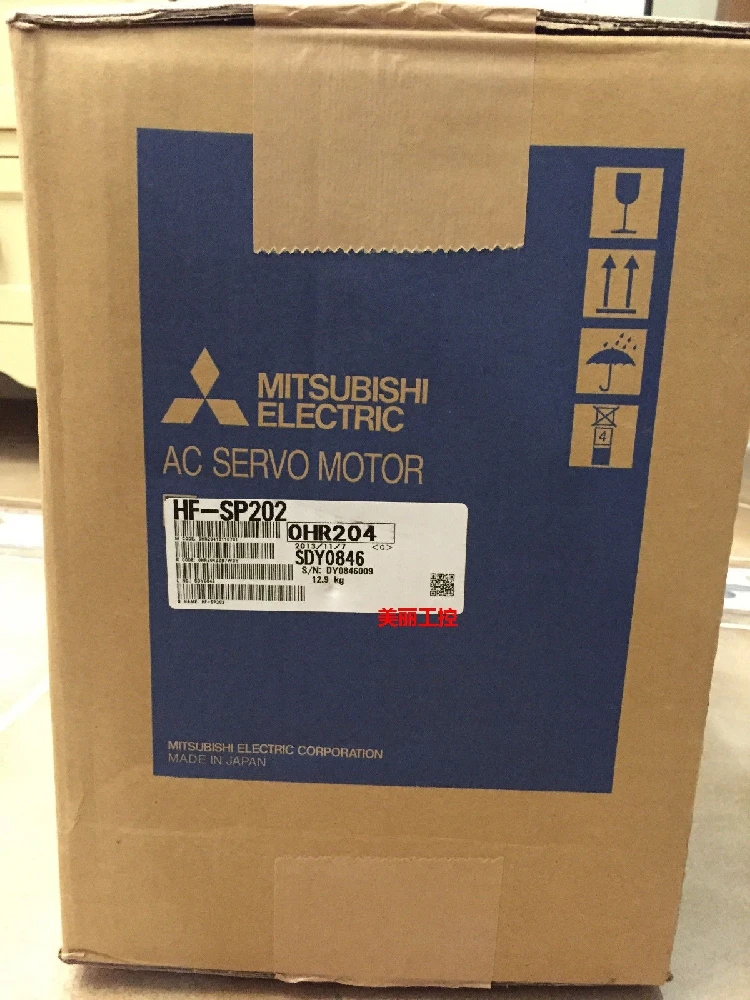 4
MITSUBISHI
ELECTRIC
AC SERVO MOTOR
HF-SP202
OHR204
2013/11/7 <G>
SDY0846
S/N: DY0846009
12.9 kg
美丽工控
MITSUBISHI ELECTRIC CORPORATION
MADE IN JAPAN